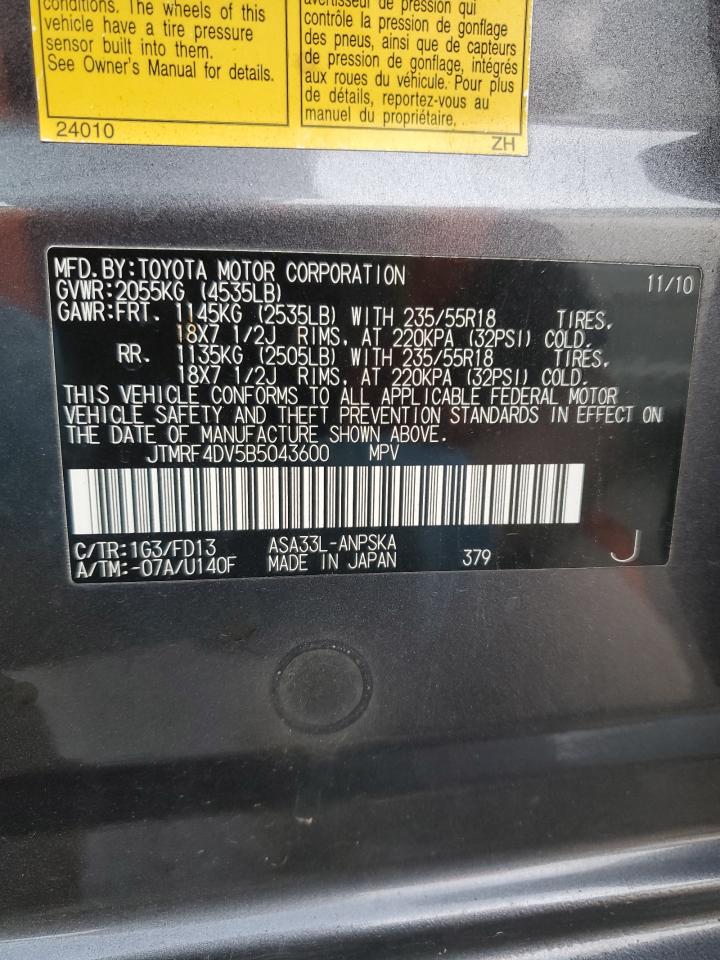 conditions. The wheels of this
vehicle have a tire pressure
sensor built into them.
See Owner's Manual for details.
24010
avertisseur de pression qui
contrôle la pression de gonflage
des pneus, ainsi que de capteurs
de pression de gonflage, intégrés
aux roues du véhicule. Pour plus
de détails, reportez-vous au
manuel du propriétaire.
ZH
MFD.BY:TOYOTA MOTOR CORPORATION 11/10
GVWR:2055KG (4535LB)
GAWR:FRT. 1145KG (2535LB) WITH 235/55R18 TIRES,
18X7 1/2J RIMS, AT 220KPA (32PSI) COLD.
RR. 1135KG (2505LB) WITH 235/55R18 TIRES,
18X7 1/2J RIMS, AT 220KPA (32PSI) COLD.
THIS VEHICLE CONFORMS TO ALL APPLICABLE FEDERAL MOTOR
VEHICLE SAFETY AND THEFT PREVENTION STANDARDS IN EFFECT ON
THE DATE OF MANUFACTURE SHOWN ABOVE.
JTMRF4DV5B5043600 MPV
C/TR:1G3/FD13 ASA33L-ANPSKA
A/TM:-07A/U140F MADE IN JAPAN 379 J